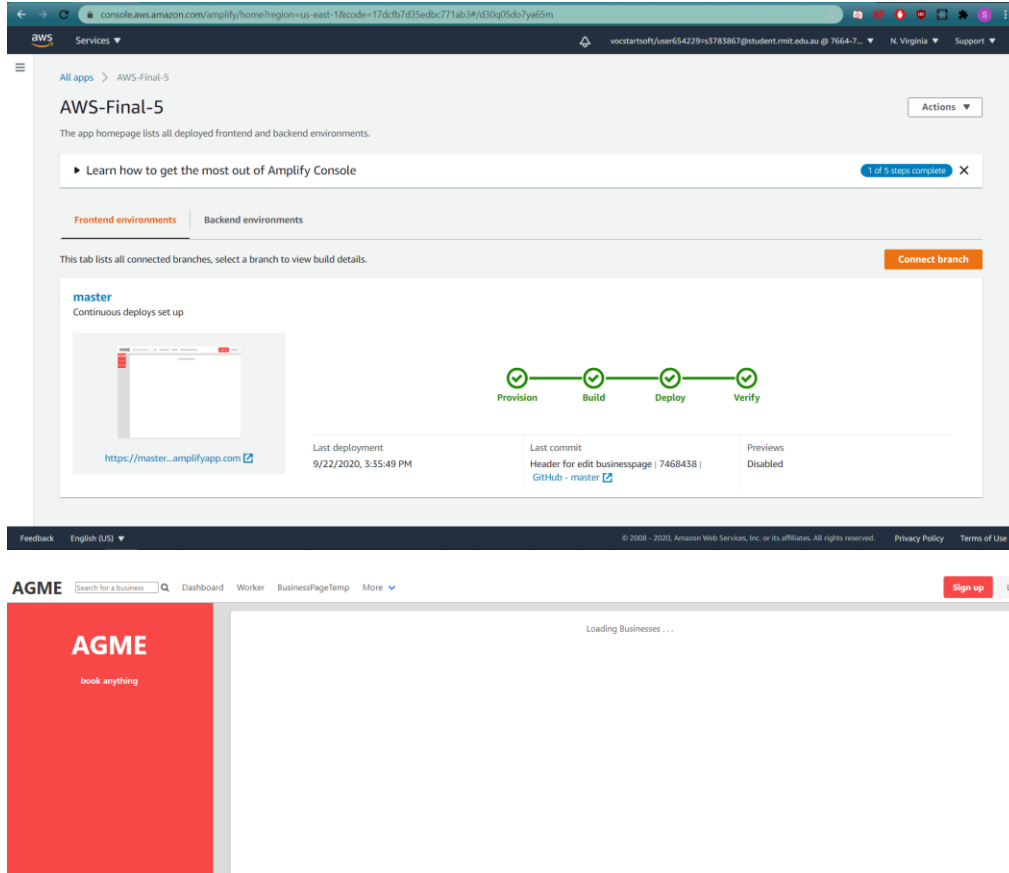 console.aws.amazon.com/amplify/home?region=us-east-1&code=17dcfb7d35edbc771ab3#/d30q05do7ya65m
aws Services ▼ vocstartsoft/user654229=s3783867@student.rmit.edu.au @ 7664-7... ▼ N. Virginia ▼ Support ▼
All apps > AWS-Final-5
AWS-Final-5
Actions ▼
The app homepage lists all deployed frontend and backend environments.
▶ Learn how to get the most out of Amplify Console 1 of 5 steps complete X
Frontend environments Backend environments
This tab lists all connected branches, select a branch to view build details. Connect branch
master
Continuous deploys set up
AGME
Provision Build Deploy Verify
https://master...amplifyapp.com
Last deployment
9/22/2020, 3:35:49 PM
Last commit
Header for edit businesspage | 7468438 |
GitHub - master
Previews
Disabled
Feedback English (US) ▼ © 2008 - 2020, Amazon Web Services, Inc. or its affiliates. All rights reserved. Privacy Policy Terms of Use
AGME Search for a business Dashboard Worker BusinessPageTemp More Sign up
AGME
book anything
Loading Businesses . . .